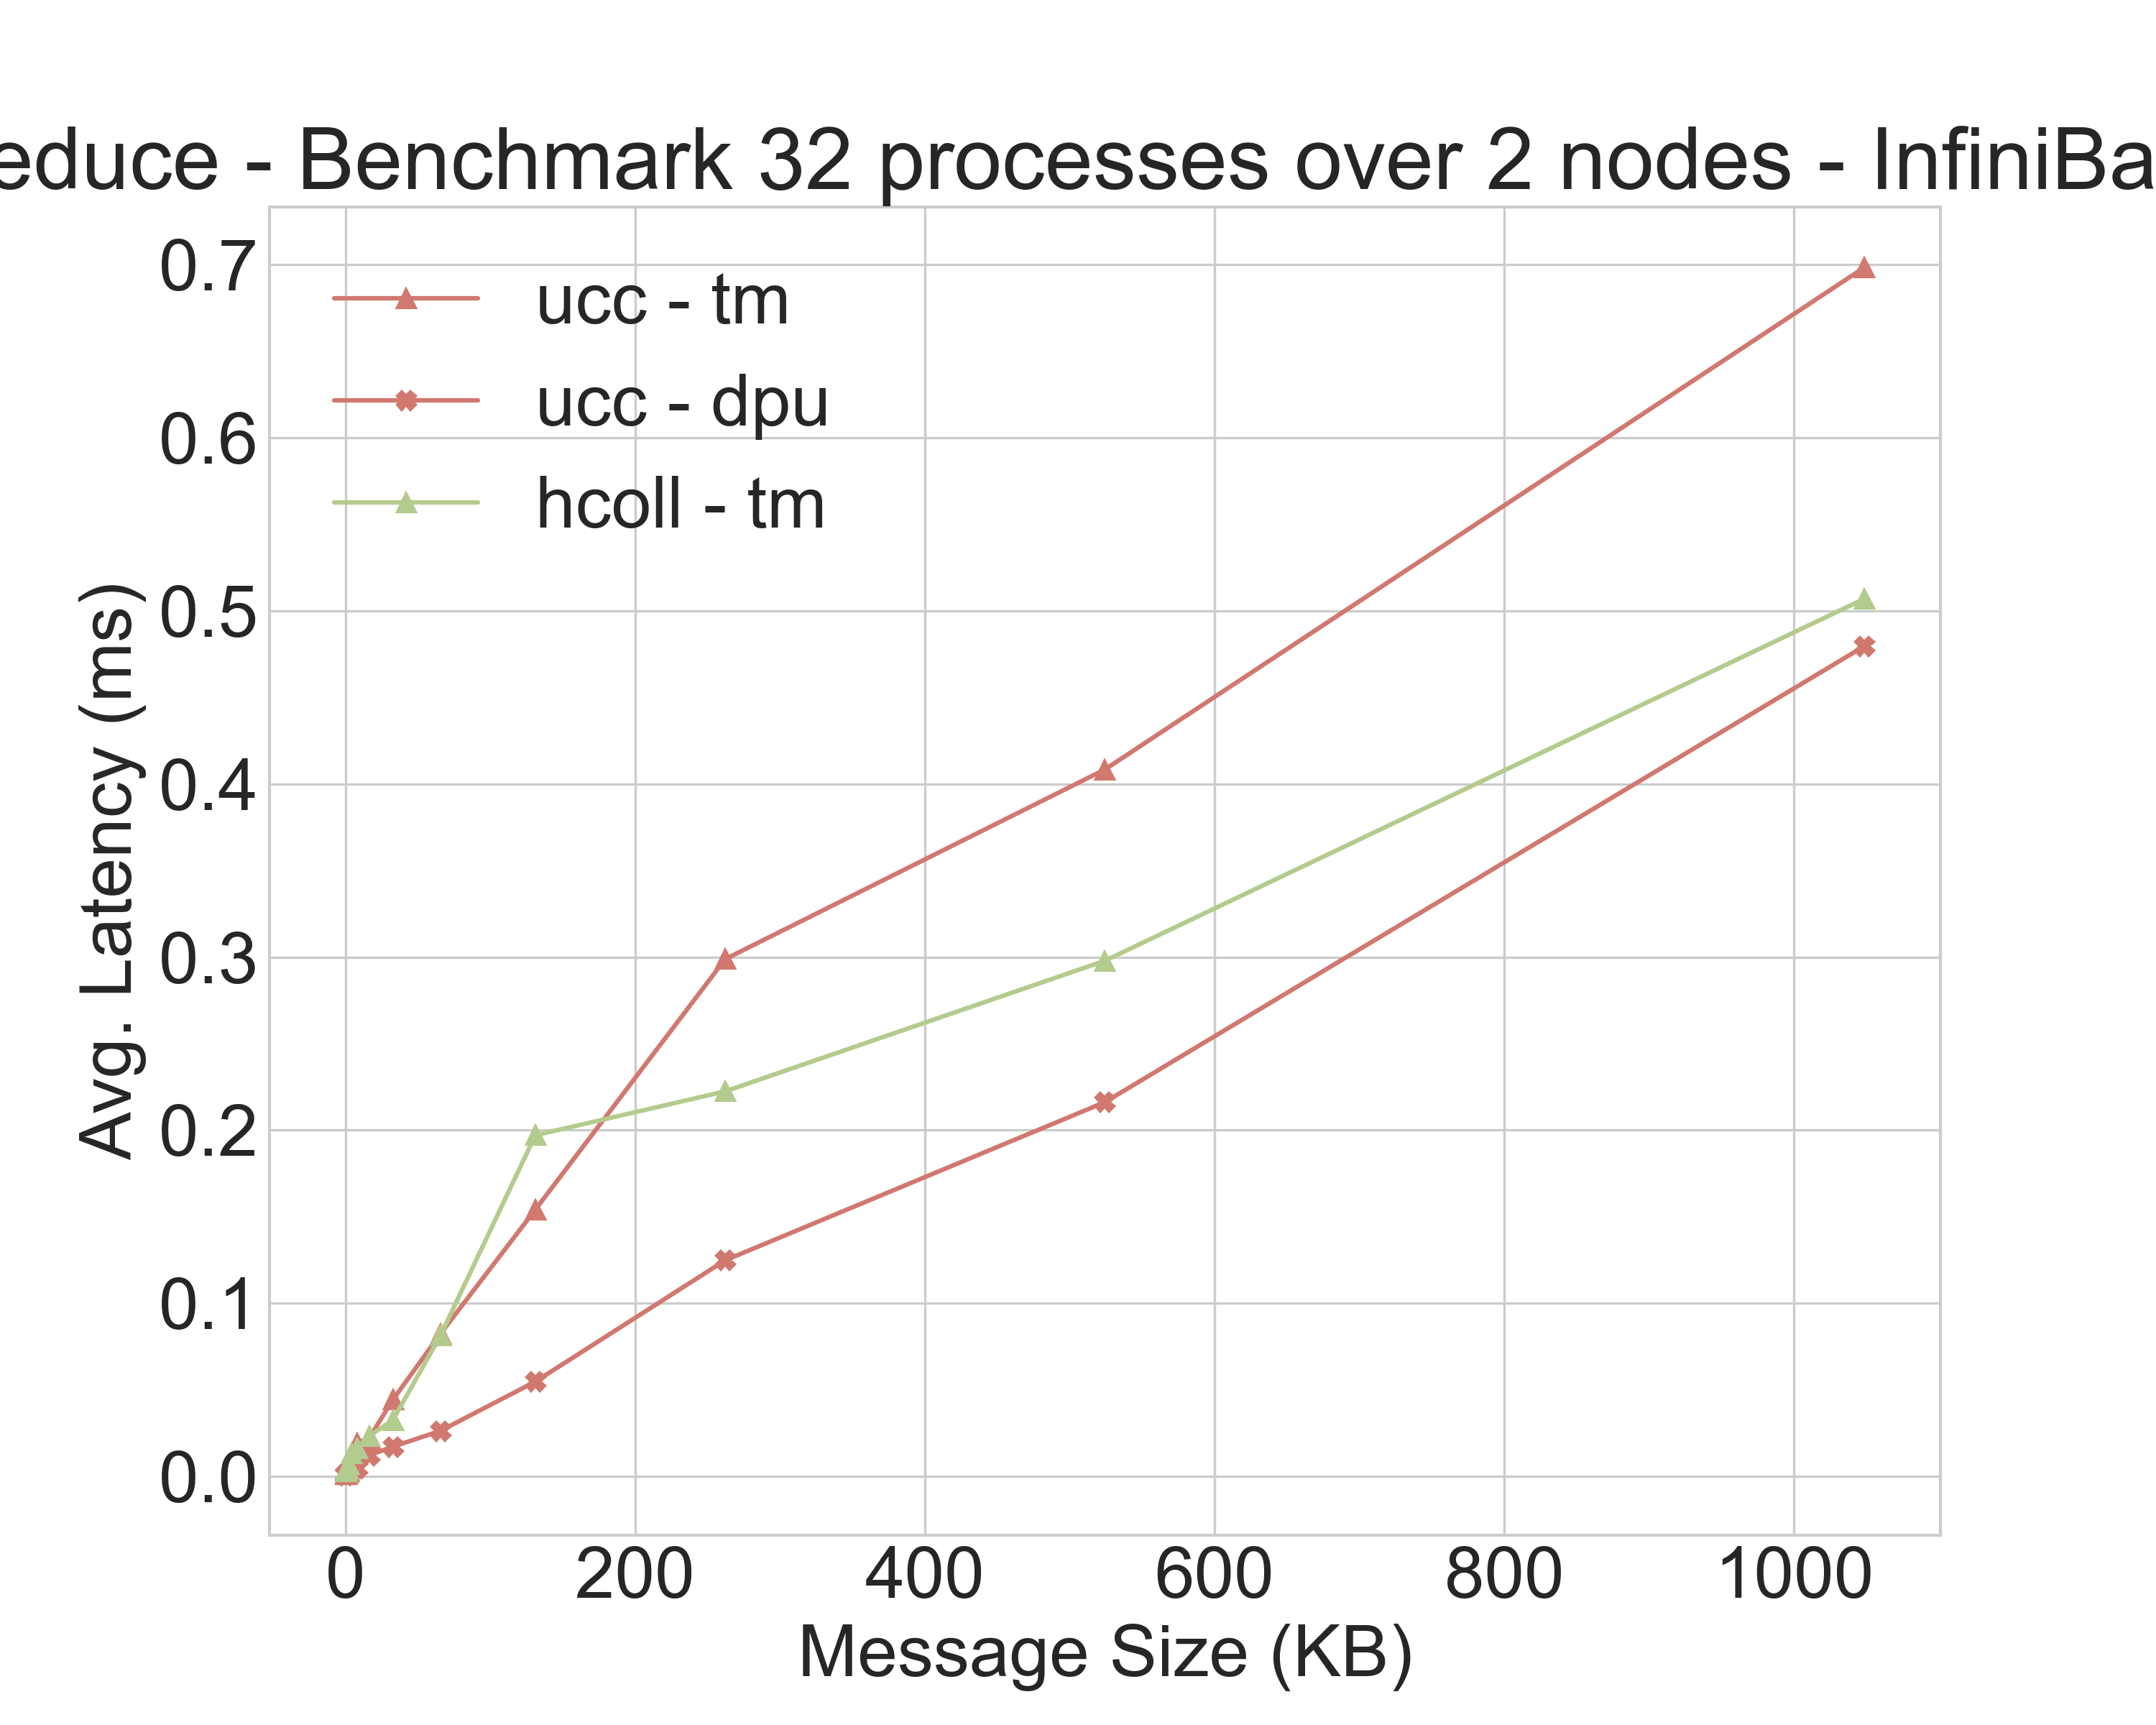 educe - Benchmark 32 processes over 2 nodes - InfiniBa
0.7
0.6
0.5
0.4
0.3
0.2
0.1
0.0
Avg. Latency (ms)
ucc - tm
ucc - dpu
hcoll - tm
0 200 400 600 800 1000
Message Size (KB)